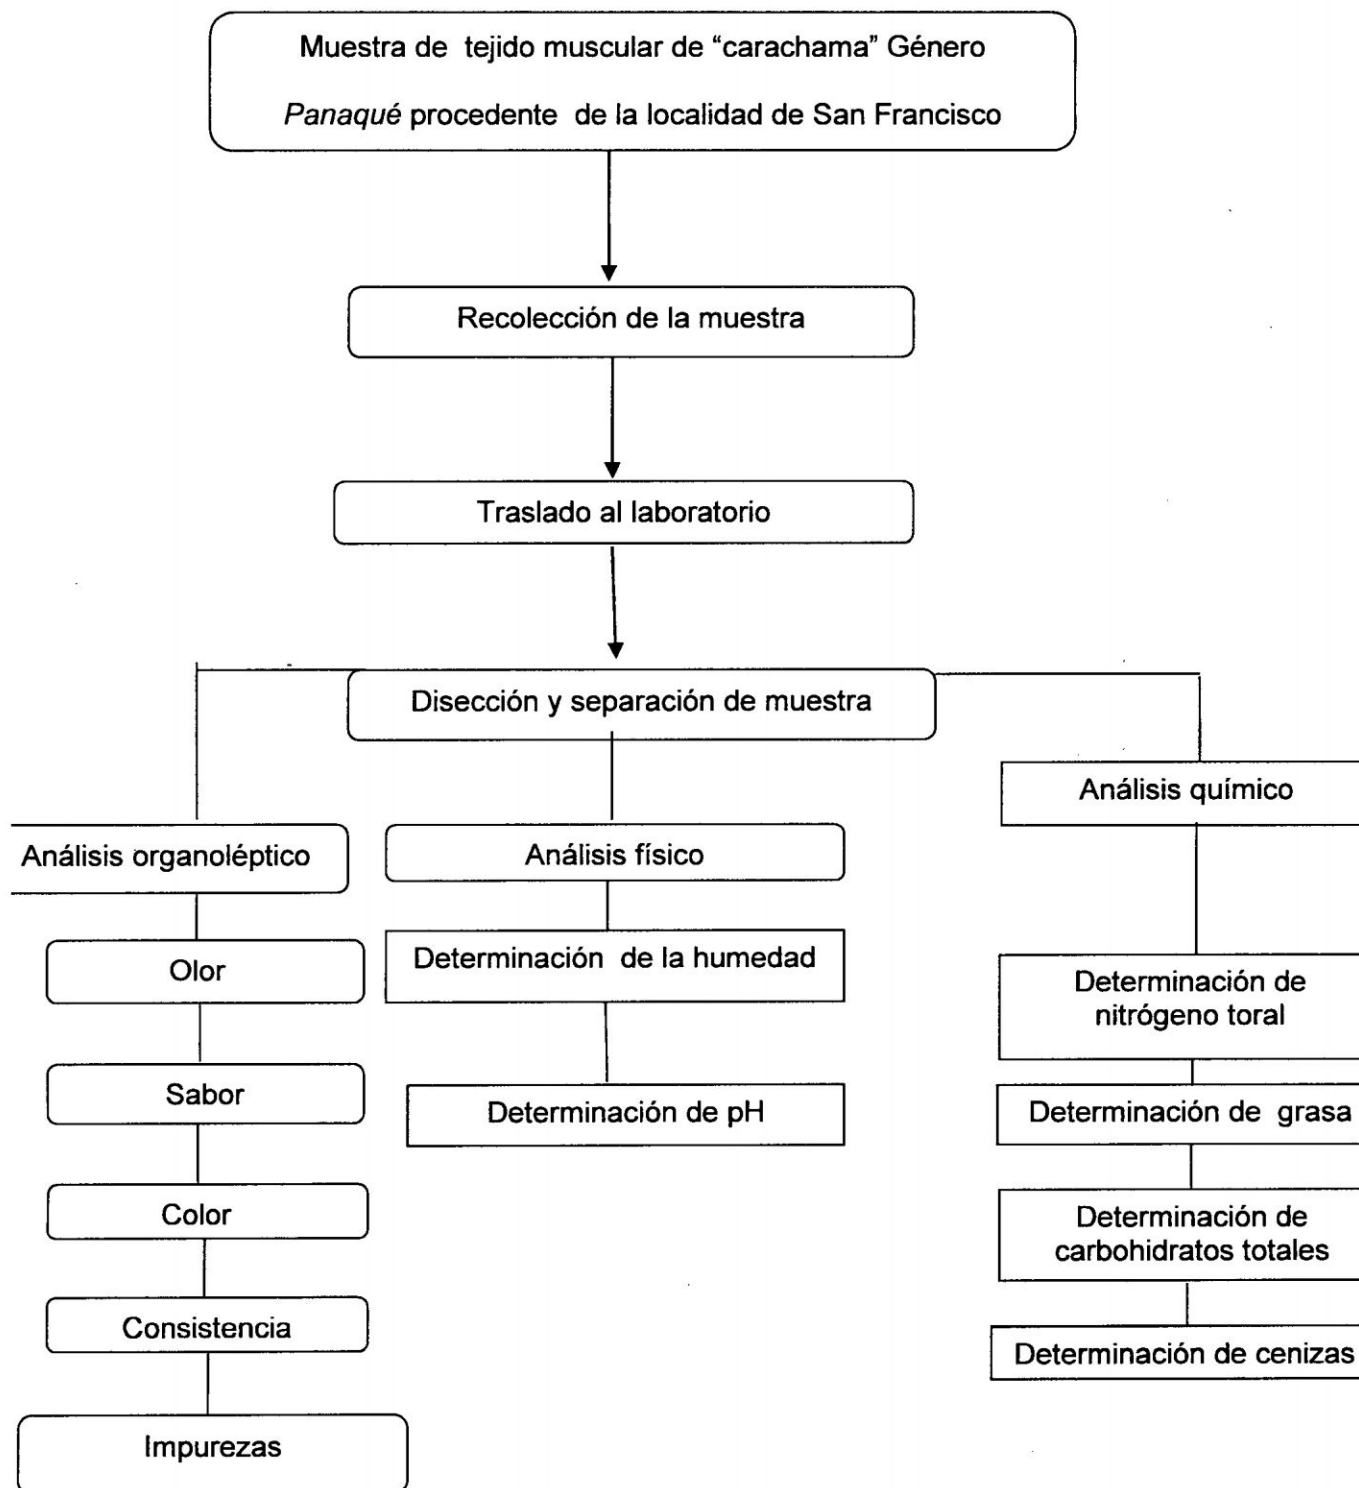 Muestra de tejido muscular de “carachama” Género
Panaqué procedente de la localidad de San Francisco
Recolección de la muestra
Traslado al laboratorio
Disección y separación de muestra
Análisis organoléptico
Olor
Sabor
Color
Consistencia
Impurezas
Análisis físico
Determinación de la humedad
Determinación de pH
Análisis químico
Determinación de
nitrógeno toral
Determinación de grasa
Determinación de
carbohidratos totales
Determinación de cenizas